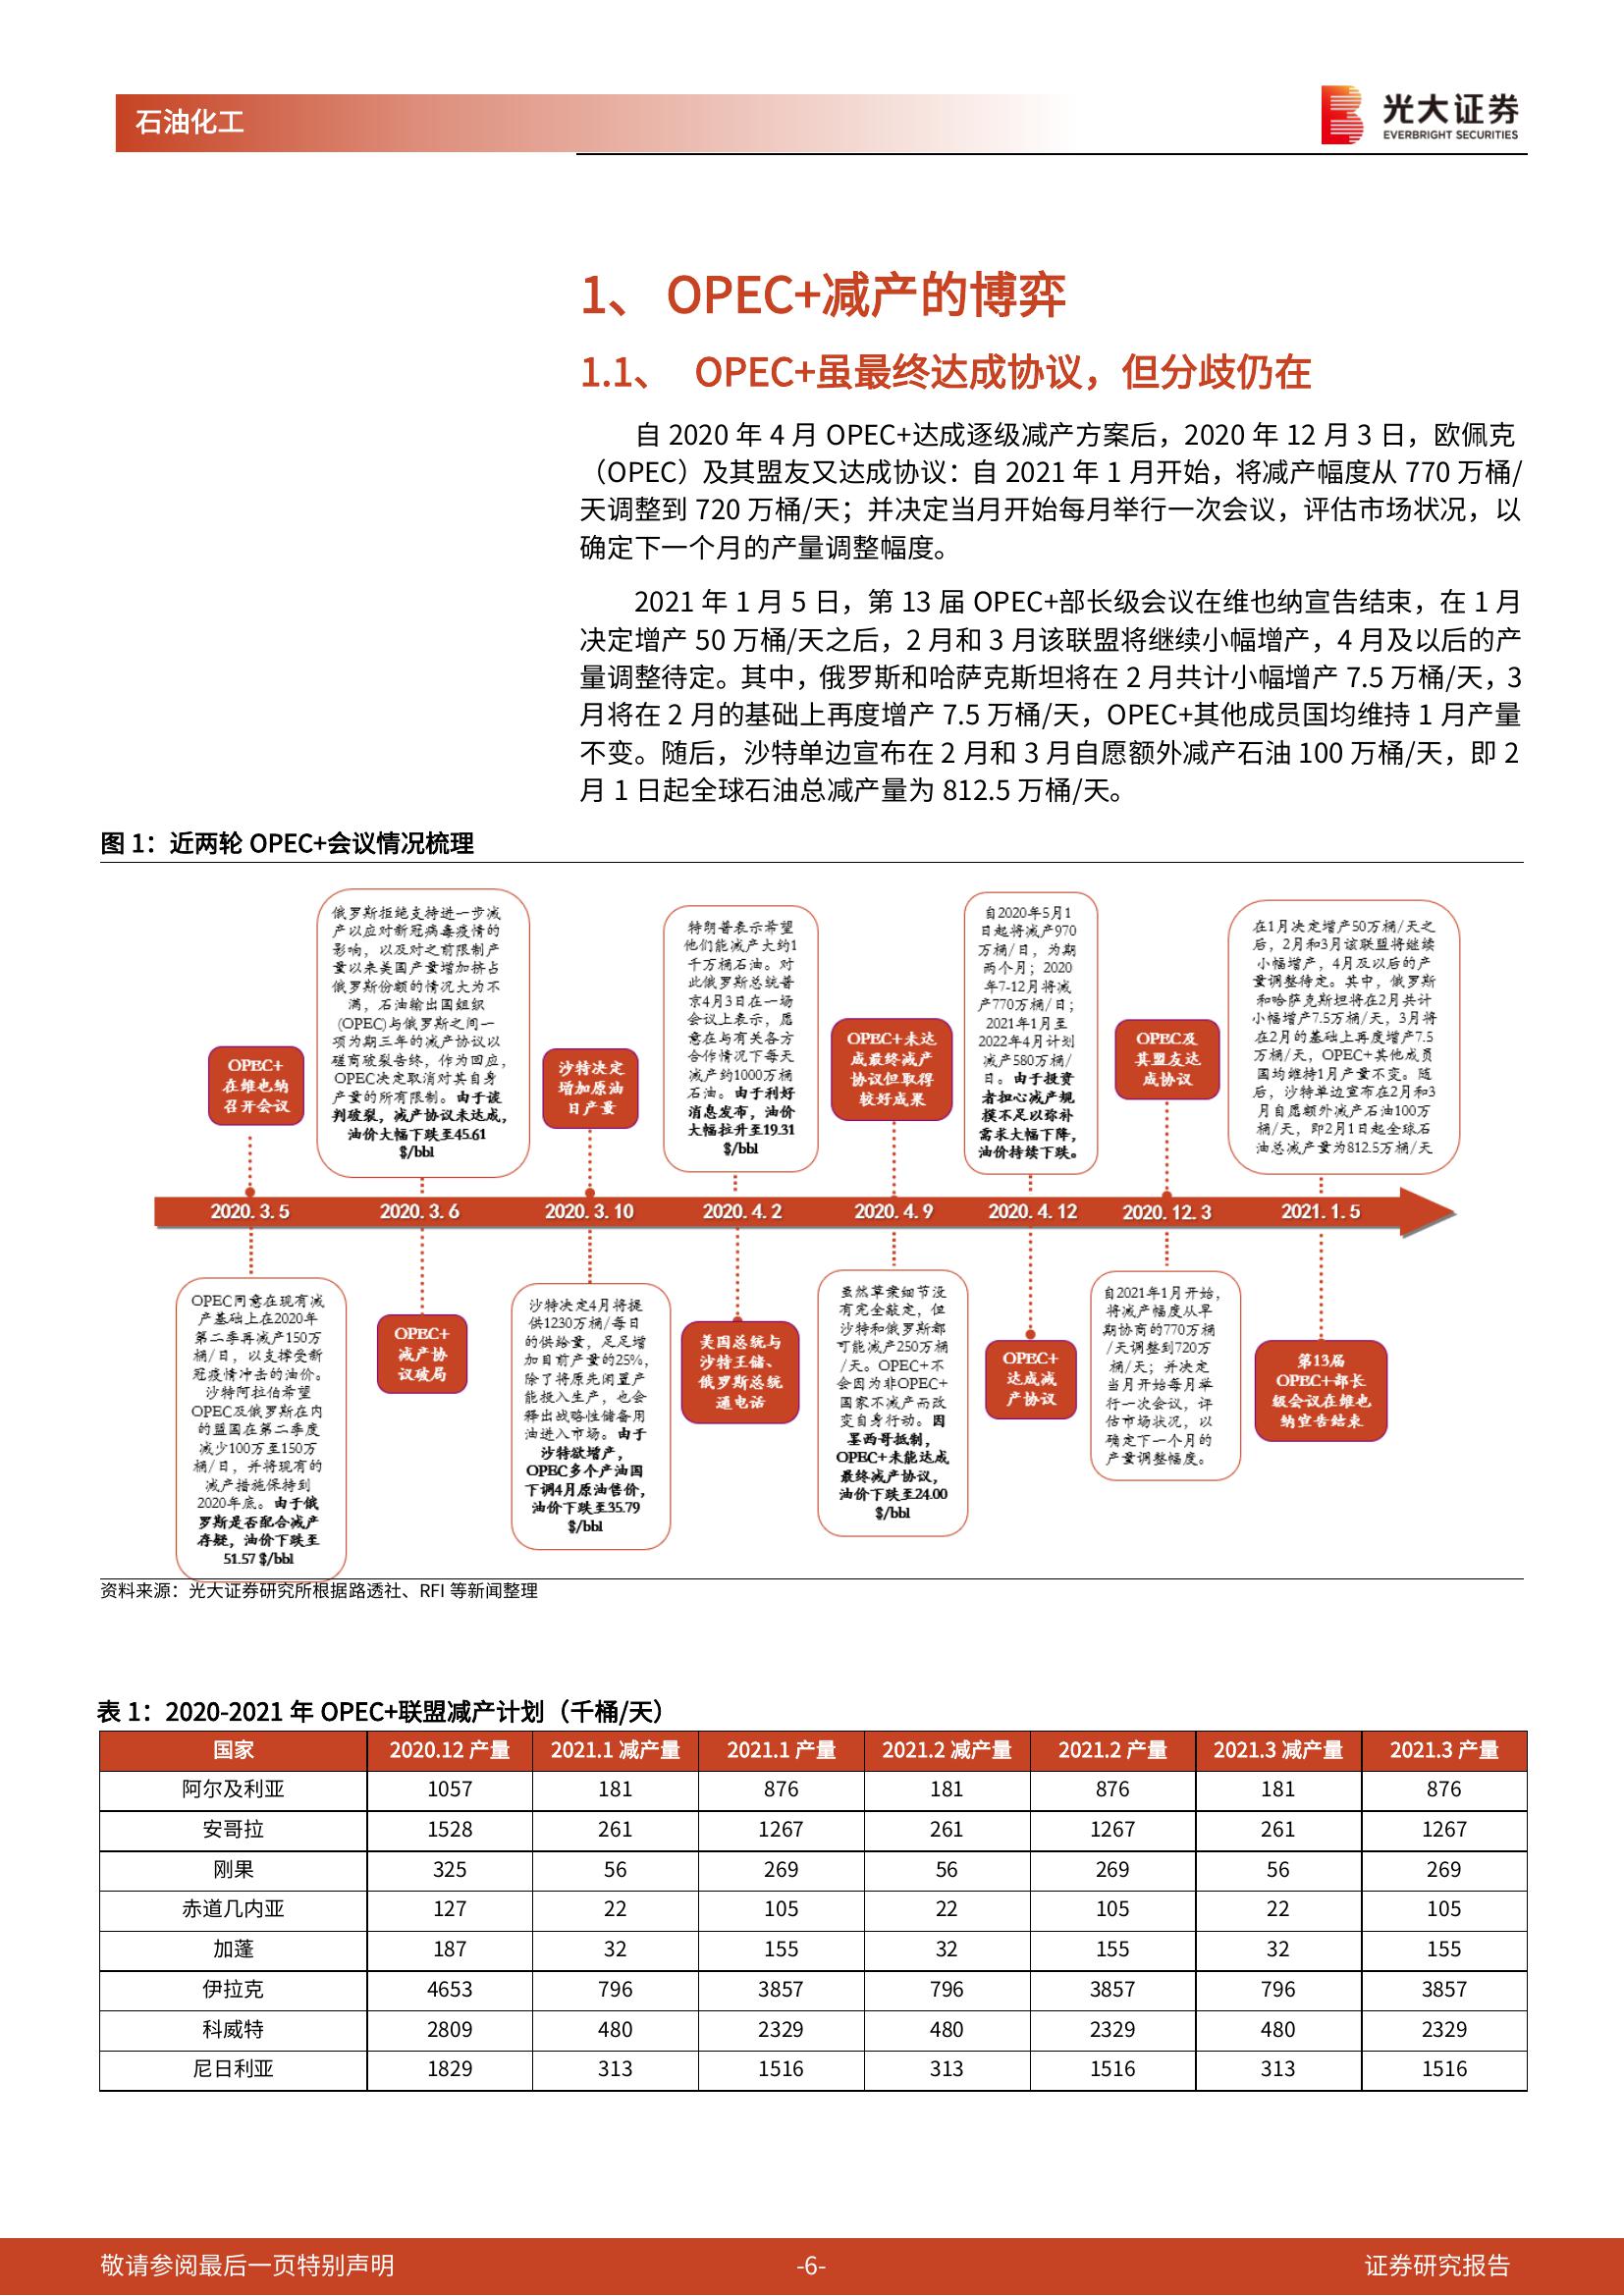 石油化工
光大证券
EVERBRIGHT SECURITIES
1、 OPEC+减产的博弈
1.1、 OPEC+虽最终达成协议，但分歧仍在
自 2020 年 4 月 OPEC+达成逐级减产方案后，2020 年 12 月 3 日，欧佩克
（OPEC）及其盟友又达成协议：自 2021 年 1 月开始，将减产幅度从 770 万桶/
天调整到 720 万桶/天；并决定当月开始每月举行一次会议，评估市场状况，以
确定下一个月的产量调整幅度。
2021 年 1 月 5 日，第 13 届 OPEC+部长级会议在维也纳宣告结束，在 1 月
决定增产 50 万桶/天之后，2 月和 3 月该联盟将继续小幅增产，4 月及以后的产
量调整待定。其中，俄罗斯和哈萨克斯坦将在 2 月共计小幅增产 7.5 万桶/天，3
月将在 2 月的基础上再度增产 7.5 万桶/天，OPEC+其他成员国均维持 1 月产量
不变。随后，沙特单边宣布在 2 月和 3 月自愿额外减产石油 100 万桶/天，即 2
月 1 日起全球石油总减产量为 812.5 万桶/天。
图 1：近两轮 OPEC+会议情况梳理
OPEC+
在维也纳
召开会议
俄罗斯拒绝支持进一步减
产以应对新冠病毒疫情的
影响，以及对之前限制产
量以来美国产量增加挤占
俄罗斯份额的情况大为不
满，石油输出国组织
(OPEC)与俄罗斯之间一
项为期三年的减产协议以
磋商破裂告终，作为回应，
OPEC决定取消对其自身
产量的所有限制。由于谈
判破裂，减产协议未达成，
油价大幅下跌至45.61
$/bbl
沙特决定
增加原油
日产量
特朗普表示希望
他们能减产大约1
千万桶石油。对
此俄罗斯总统普
京4月3日在一场
会议上表示，愿
意在与有关各方
合作情况下每天
减产约1000万桶
石油。由于利好
消息发布，油价
大幅拉升至19.31
$/bbl
OPEC+未达
成最终减产
协议但取得
较好成果
自2020年5月1
日起将减产970
万桶/日，为期
两个月；2020
年7-12月将减
产770万桶/日；
2021年1月至
2022年4月计划
减产580万桶/
日。由于投资
者担心减产规
模不足以弥补
需求大幅下降，
油价持续下跌。
OPEC及
其盟友达
成协议
在1月决定增产50万桶/天之
后，2月和3月该联盟将继续
小幅增产，4月及以后的产
量调整待定。其中，俄罗斯
和哈萨克斯坦将在2月共计
小幅增产7.5万桶/天，3月将
在2月的基础上再度增产7.5
万桶/天，OPEC+其他成员
国均维持1月产量不变。随
后，沙特单边宣布在2月和3
月自愿额外减产石油100万
桶/天，即2月1日起全球石
油总减产量为812.5万桶/天
2020. 3. 5 2020. 3. 6 2020. 3. 10 2020. 4. 2 2020. 4. 9 2020. 4. 12 2020. 12. 3 2021. 1. 5
OPEC同意在现有减
产基础上在2020年
第二季再减产150万
桶/日，以支撑受新
冠疫情冲击的油价。
沙特阿拉伯希望
OPEC及俄罗斯在内
的盟国在第二季度
减少100万至150万
桶/日，并将现有的
减产措施保持到
2020年底。由于俄
罗斯是否配合减产
存疑，油价下跌至
51.57 $/bbl
OPEC+
减产协
议破局
沙特决定4月将提
供1230万桶/每日
的供给量，足足增
加目前产量的25%，
除了将原先闲置产
能投入生产，也会
释出战略性储备用
油进入市场。由于
沙特欲增产，
OPEC多个产油国
下调4月原油售价，
油价下跌至35.79
$/bbl
美国总统与
沙特王储、
俄罗斯总统
通电话
虽然草案细节没
有完全敲定，但
沙特和俄罗斯都
可能减产250万桶
/天。OPEC+不
会因为非OPEC+
国家不减产而改
变自身行动。因
墨西哥抵制，
OPEC+未能达成
最终减产协议，
油价下跌至24.00
$/bbl
OPEC+
达成减
产协议
自2021年1月开始，
将减产幅度从早
期协商的770万桶
/天调整到720万
桶/天；并决定
当月开始每月举
行一次会议，评
估市场状况，以
确定下一个月的
产量调整幅度。
第13届
OPEC+部长
级会议在维也
纳宣告结束
资料来源：光大证券研究所根据路透社、RFI 等新闻整理
表 1：2020-2021 年 OPEC+联盟减产计划（千桶/天）
国家 2020.12 产量 2021.1 减产量 2021.1 产量 2021.2 减产量 2021.2 产量 2021.3 减产量 2021.3 产量
阿尔及利亚 1057 181 876 181 876 181 876
安哥拉 1528 261 1267 261 1267 261 1267
刚果 325 56 269 56 269 56 269
赤道几内亚 127 22 105 22 105 22 105
加蓬 187 32 155 32 155 32 155
伊拉克 4653 796 3857 796 3857 796 3857
科威特 2809 480 2329 480 2329 480 2329
尼日利亚 1829 313 1516 313 1516 313 1516
敬请参阅最后一页特别声明 -6- 证券研究报告